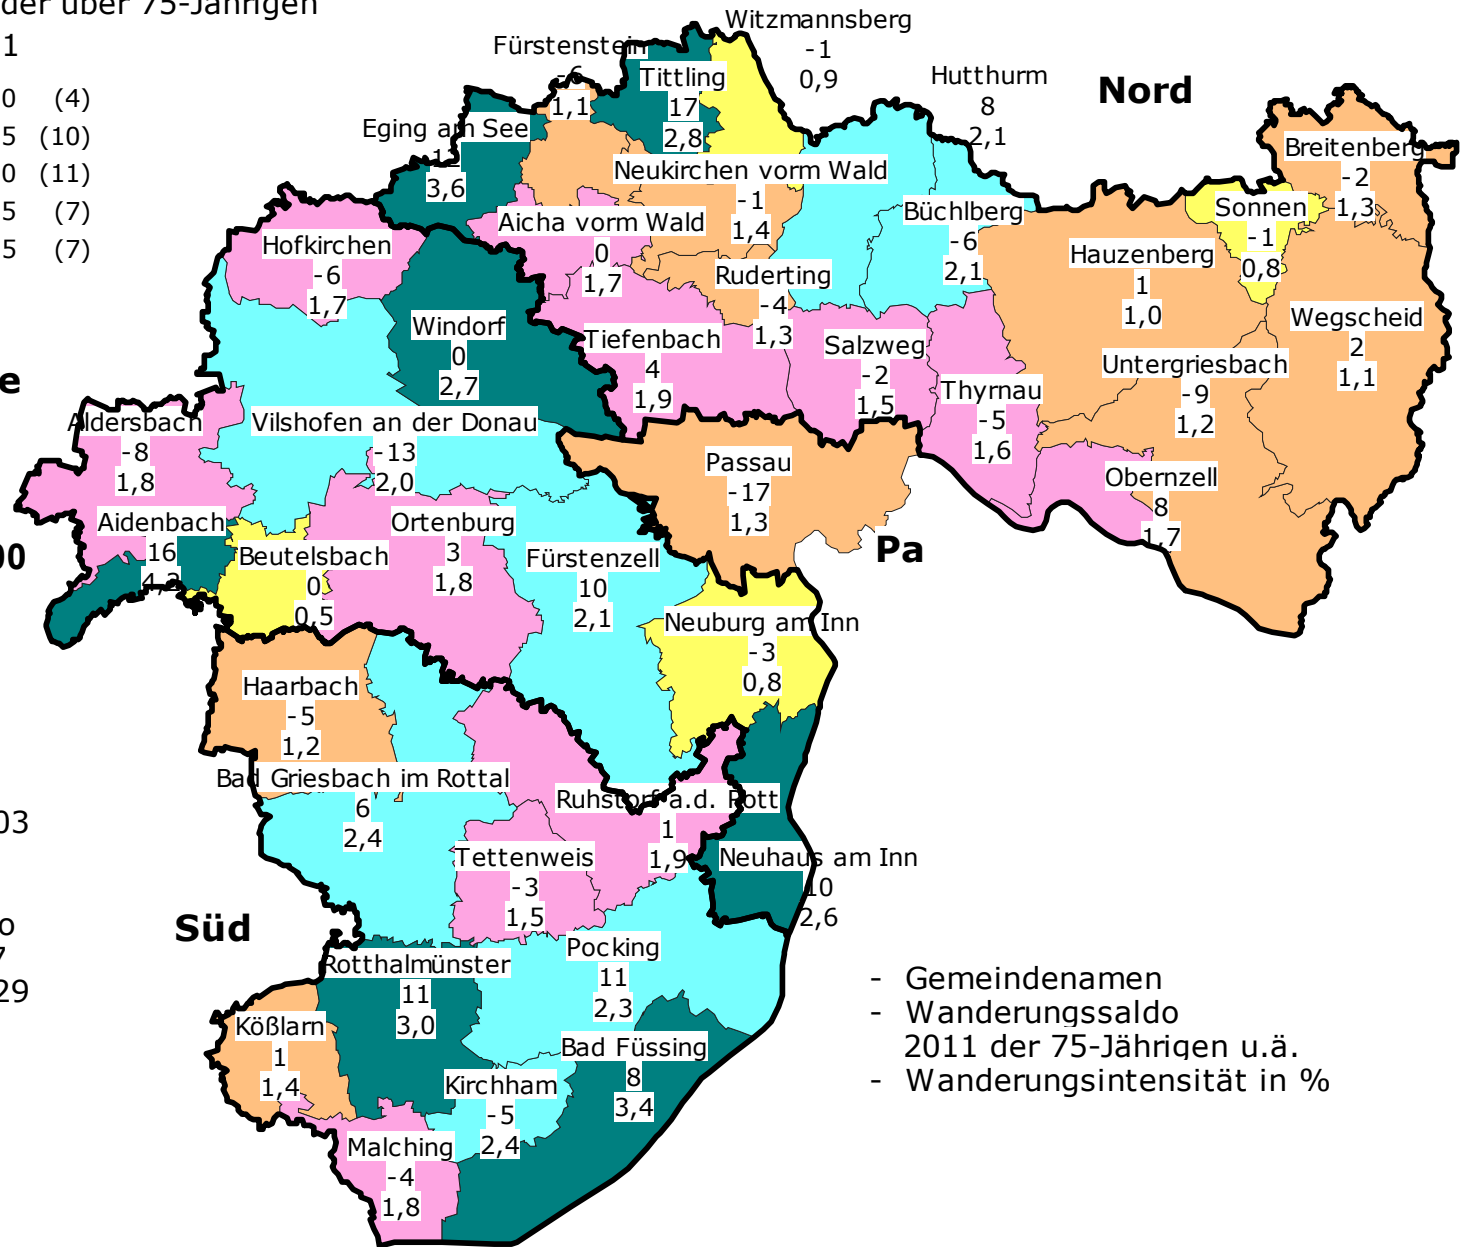 der über 75-Jährigen
1
0 (4)
5 (10)
0 (11)
5 (7)
5 (7)
Witzmannsberg
-1
0,9
Fürstenstein
-6
1,1
Tittling
17
2,8
Hutthurm
8
2,1
Nord
Eging am See
3,6
Neukirchen vorm Wald
-1
1,4
Breitenberg
-2
1,3
Aicha vorm Wald
0
1,7
Büchlberg
-6
2,1
Sonnen
-1
0,8
Hofkirchen
-6
1,7
Ruderting
-4
1,3
Hauzenberg
1
1,0
Windorf
0
2,7
Tiefenbach
4
1,9
Salzweg
-2
1,5
Wegscheid
2
1,1
Thyrnau
-5
1,6
Untergriesbach
-9
1,2
e
Aldersbach
-8
1,8
Vilshofen an der Donau
-13
2,0
Passau
-17
1,3
Obernzell
8
1,7
Aidenbach
16
4,2
Ortenburg
3
1,8
Beutelsbach
0
0,5
Fürstenzell
10
2,1
Pa
00
Neuburg am Inn
-3
0,8
Haarbach
-5
1,2
Bad Griesbach im Rottal
6
2,4
Ruhstorf a.d. Rott
1
1,9
03
Tettenweis
-3
1,5
Neuhaus am Inn
10
2,6
Süd
o
7
29
Pocking
11
2,3
Rotthalmünster
11
3,0
Kößlarn
1
1,4
Bad Füssing
8
3,4
Kirchham
-5
2,4
Malching
-4
1,8
- Gemeindenamen
- Wanderungssaldo
2011 der 75-Jährigen u.ä.
- Wanderungsintensität in %